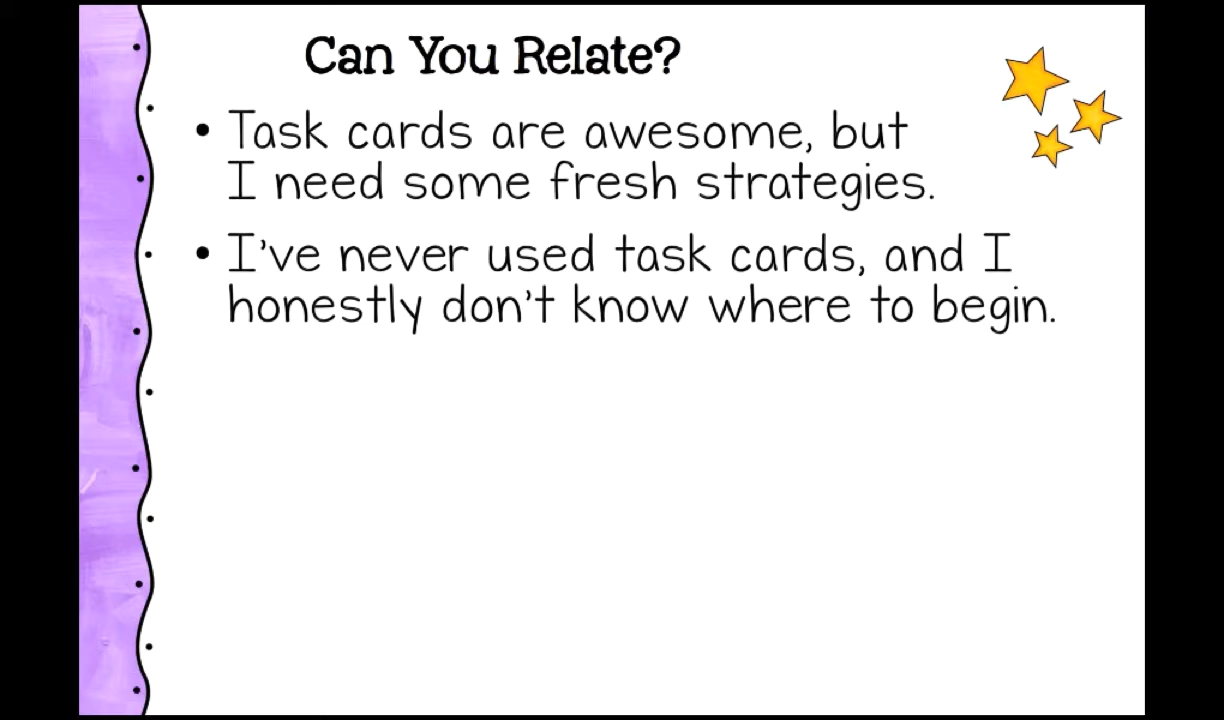 Can You Relate?
• Task cards are awesome, but
I need some fresh strategies.
• I've never used task cards, and I
honestly don't know where to begin.